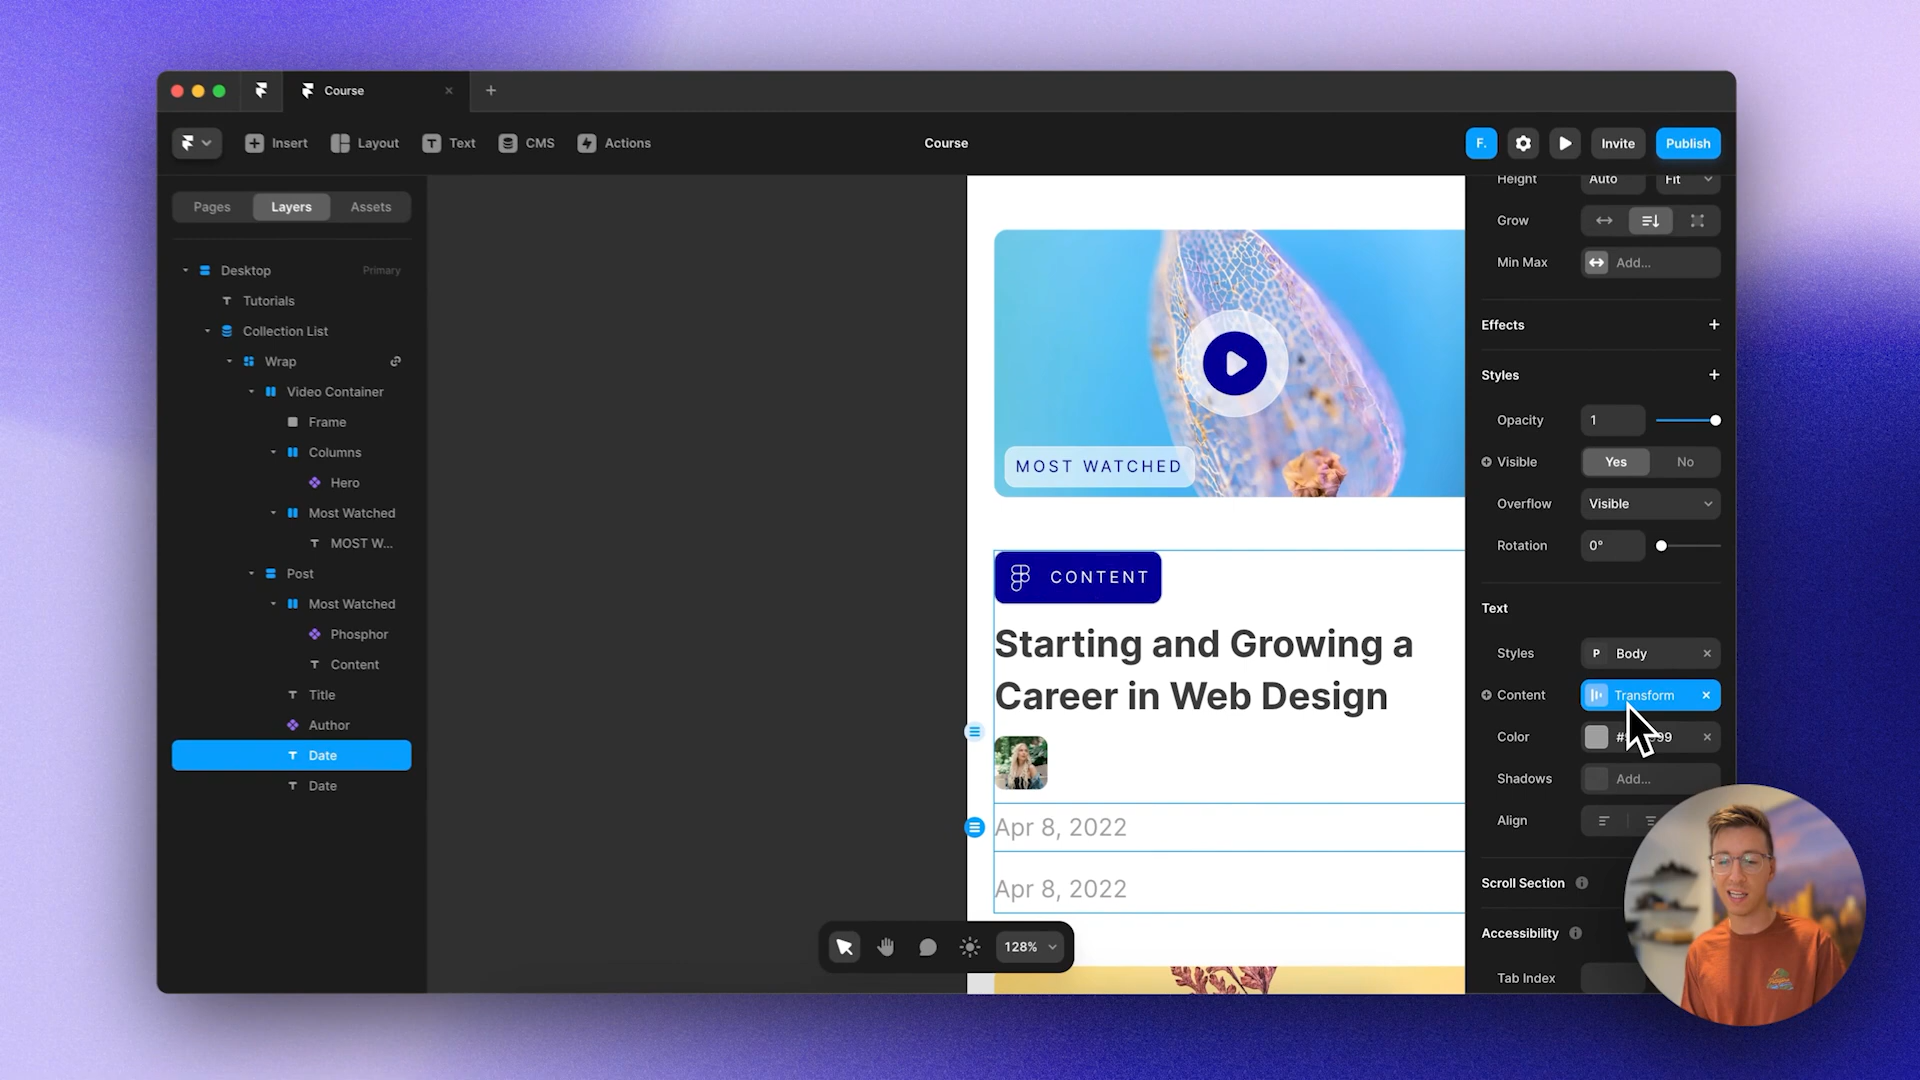 Course
Insert
Layout
Text
CMS
Actions
Course
F.
Invite
Publish
Pages
Layers
Assets
Desktop
Primary
Tutorials
Collection List
Wrap
Video Container
Frame
Columns
Hero
Most Watched
MOST W...
Post
Most Watched
Phosphor
Content
Title
Author
Date
Date
MOST WATCHED
CONTENT
Starting and Growing a
Career in Web Design
Apr 8, 2022
Apr 8, 2022
128%
Height
Auto
Fit
Grow
Min Max
Add...
Effects
Styles
Opacity
1
Visible
Yes
No
Overflow
Visible
Rotation
0°
Text
Styles
P
Body
Content
Transform
Color
Shadows
Add...
Align
Scroll Section
Accessibility
Tab Index